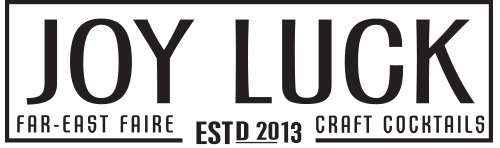 JOY LUCK
FAR-EAST FAIRE ESTD 2013 CRAFT COCKTAILS